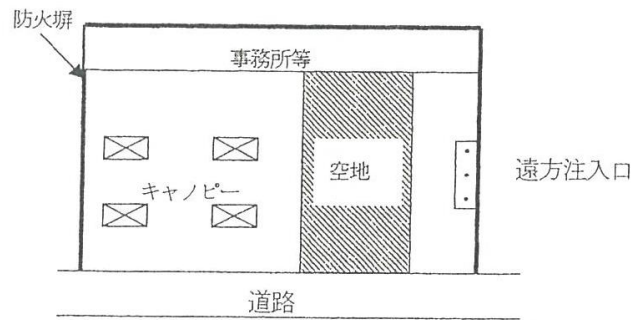 防火塀
事務所等
空地
遠方注入口
キャノピー
道路